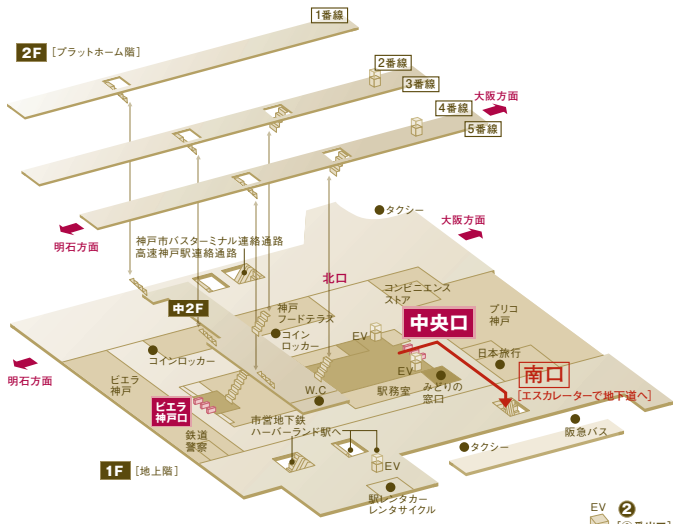 1番線
2F [プラットホーム階]
2番線
3番線
大阪方面
4番線
5番線
タクシー
明石方面
神戸市バスターミナル連絡通路
高速神戸駅連絡通路
大阪方面
北口
コンビニエンス
ストア
中2F
神戸
フードテラス
中央口
プリコ
神戸
コイン
ロッカー
EV
コインロッカー
日本旅行
明石方面
EV
南口
ビエラ
神戸
W.C
駅務室
みどりの
窓口
[エスカレーターで地下道へ]
ビエラ
神戸口
市営地下鉄
ハーバーランド駅へ
鉄道
警察
阪急バス
タクシー
1F [地上階]
EV
駅レンタカー
レンタサイクル
EV 2